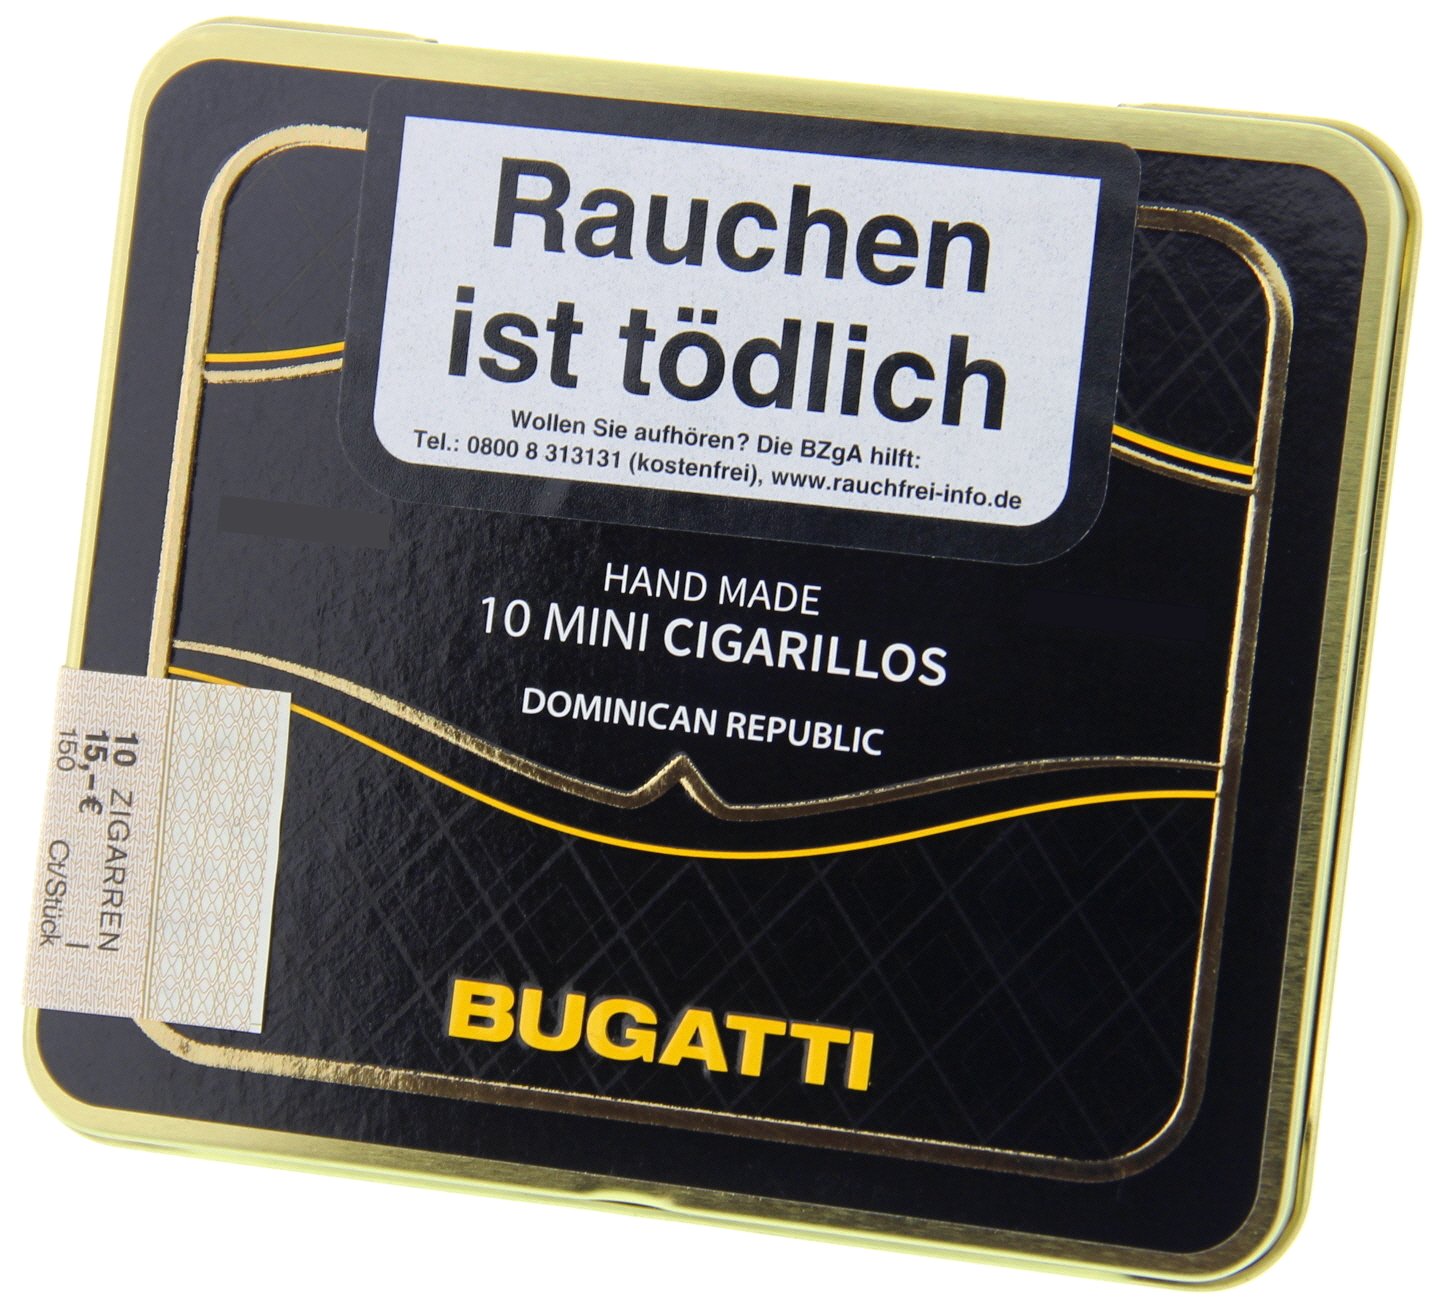 Rauchen
ist tödlich
Wollen Sie aufhören? Die BZgA hilft:
Tel.: 0800 8 313131 (kostenfrei), www.rauchfrei-info.de
HAND MADE
10 MINI CIGARILLOS
DOMINICAN REPUBLIC
BUGATTI
10 ZIGARREN
15,-€ I
150 Ct/Stück